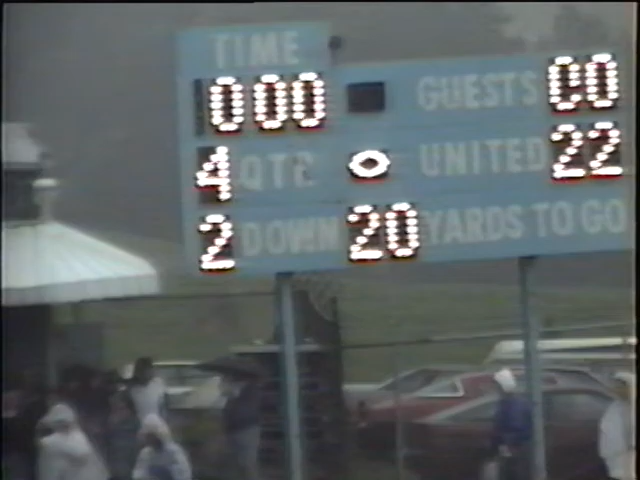 TIME
000 GUESTS 00
4 QTR UNITED 22
2 DOWN 20 YARDS TO GO